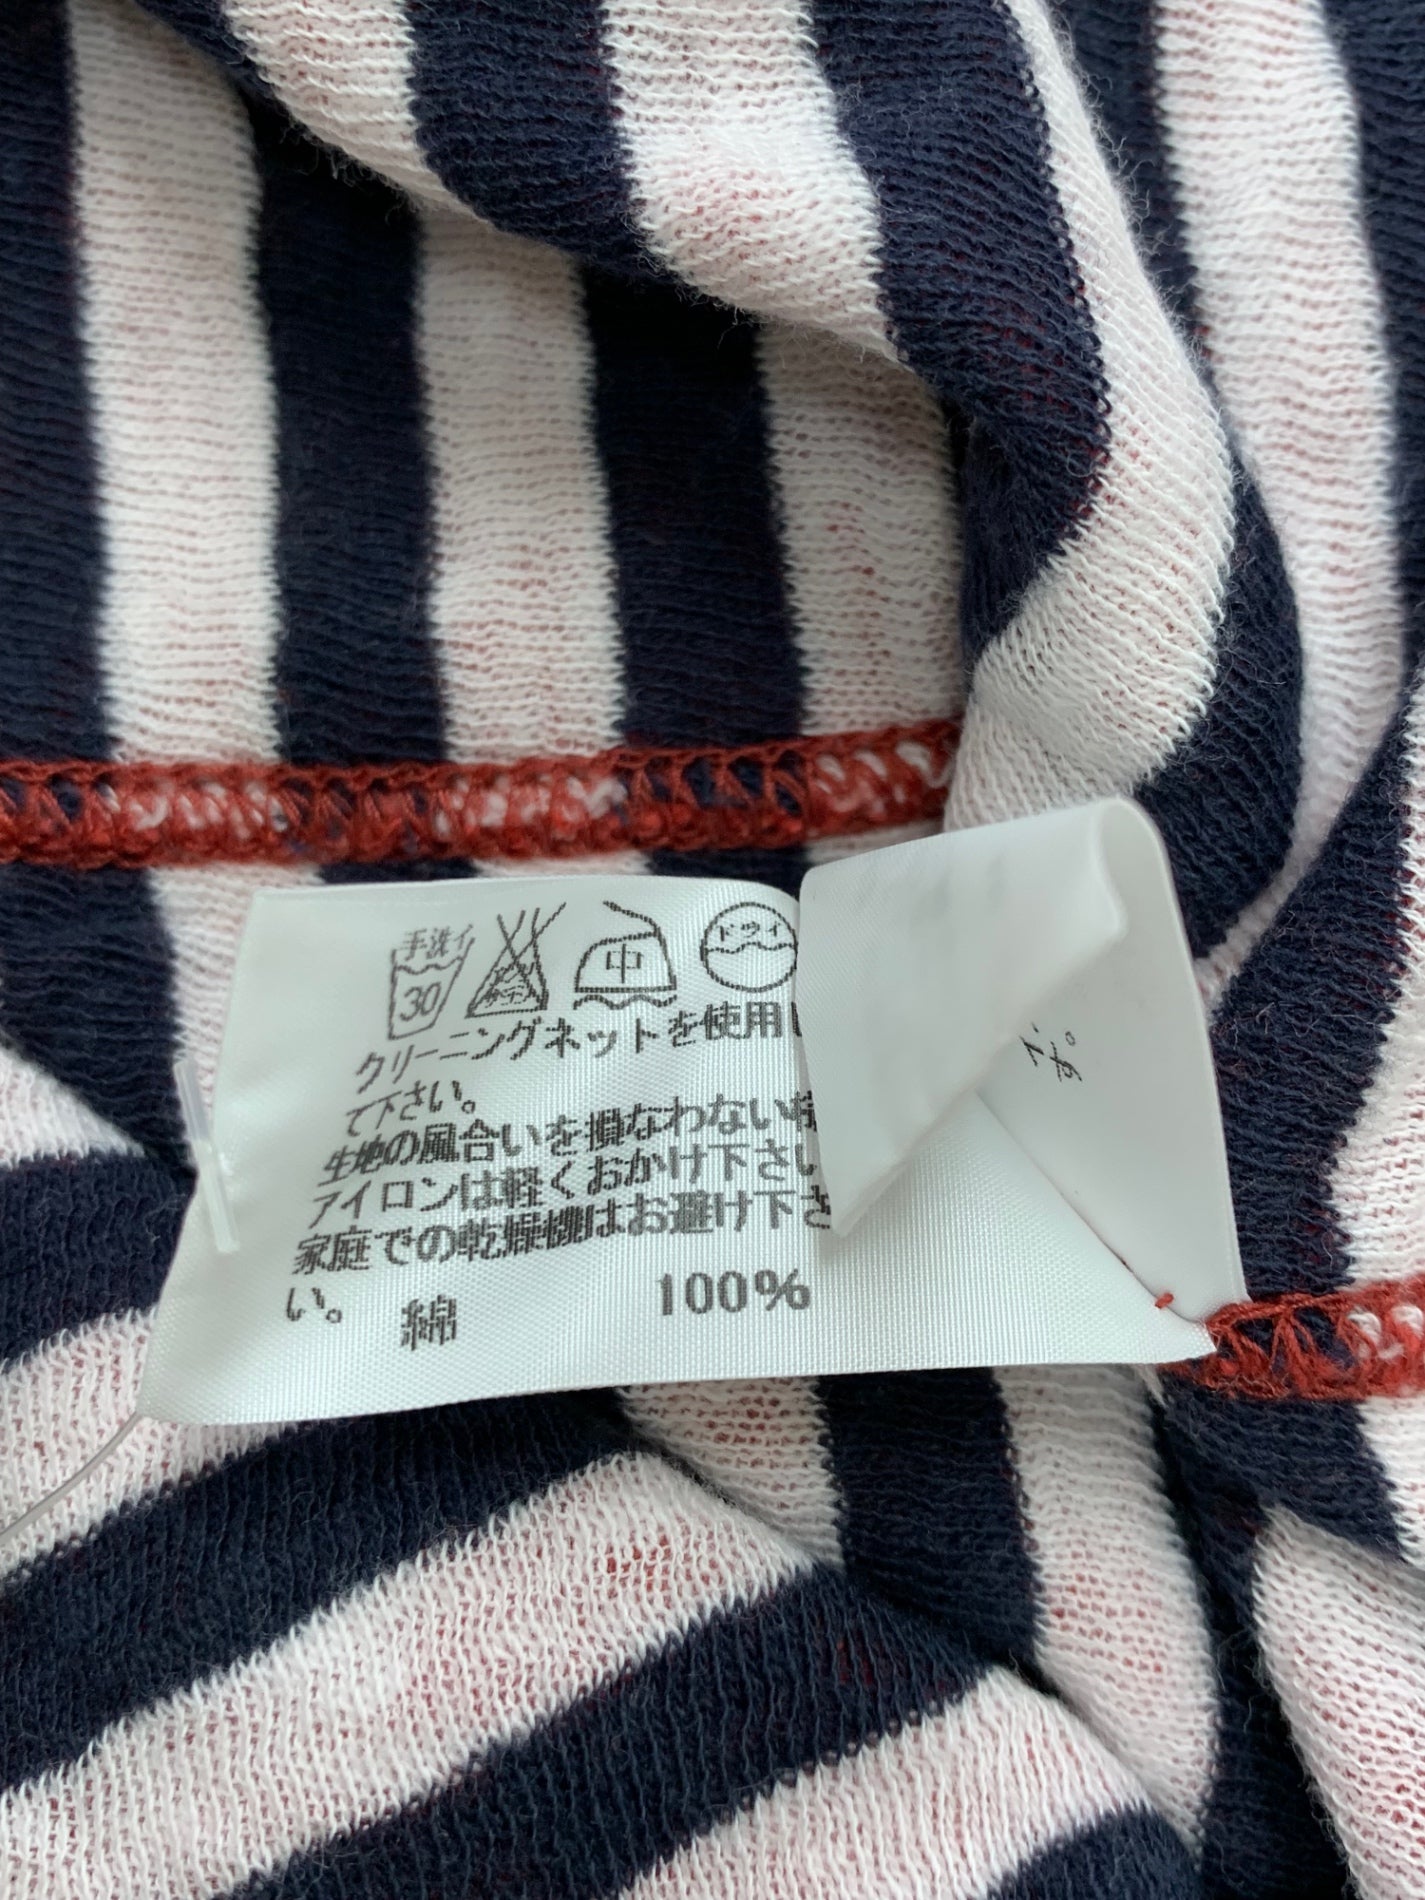 手洗イ 30 中 ドライ
クリーニングネットを使用し
て下さい。
生地の風合いを損なわない様
アイロンは軽くおかけ下さい
家庭での乾燥機はお避け下さ
い。
綿 100%
す。